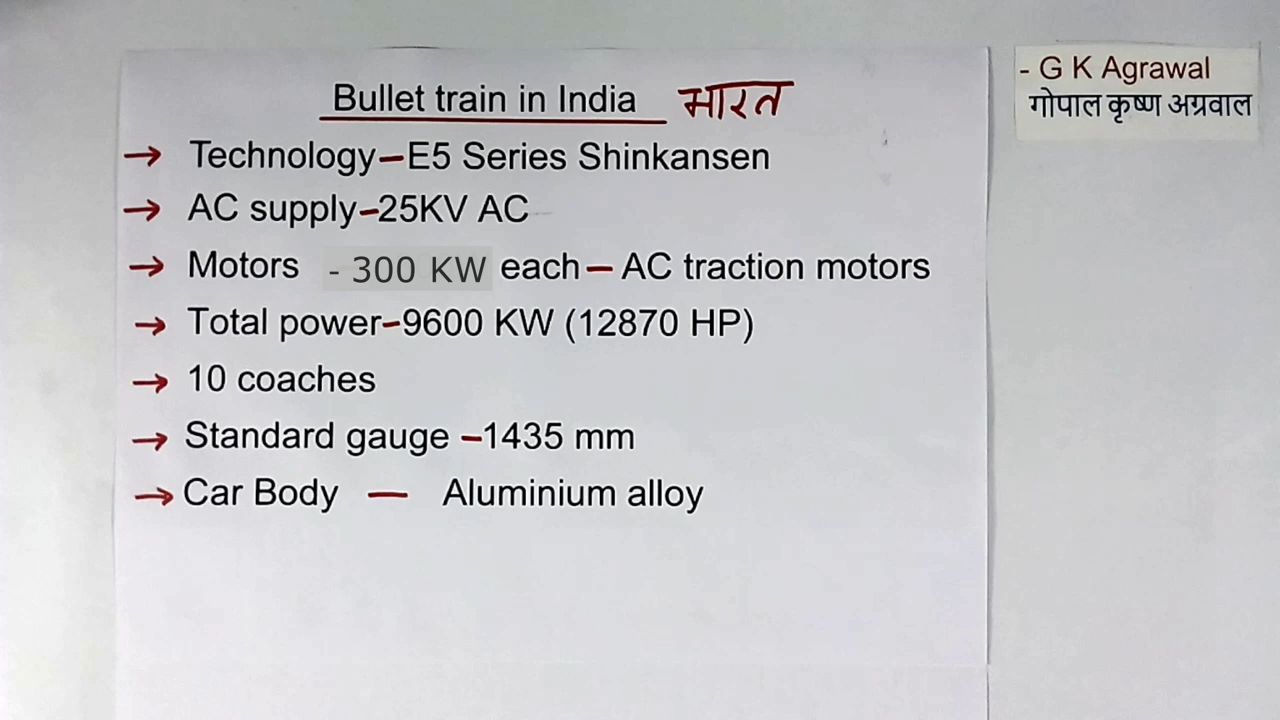 Bullet train in India भारत
→ Technology–E5 Series Shinkansen
→ AC supply–25KV AC
→ Motors - 300 KW each – AC traction motors
→ Total power–9600 KW (12870 HP)
→ 10 coaches
→ Standard gauge –1435 mm
→ Car Body — Aluminium alloy
- G K Agrawal
गोपाल कृष्ण अग्रवाल